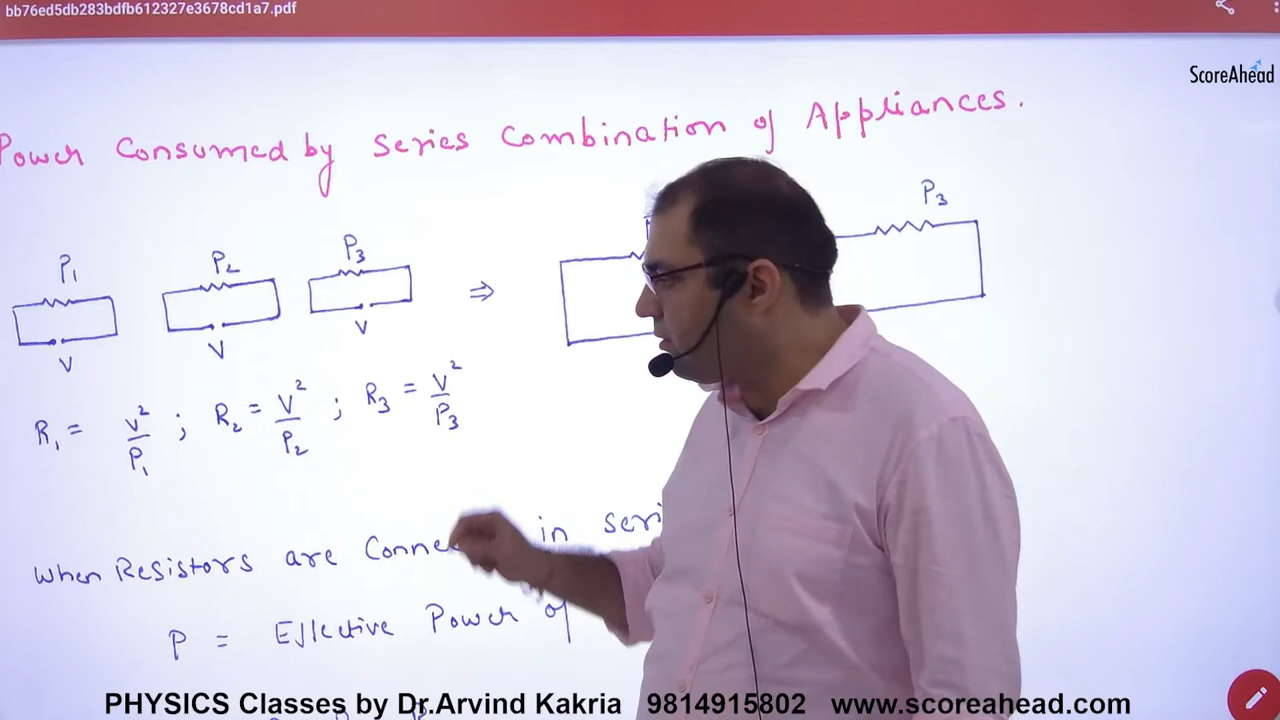 bb76ed5db283bdfb612327e3678cd1a7.pdf
ScoreAhead
Power Consumed by Series Combination of Appliances.
P1 P2 P3 ⇒ P3
V V V
R1 = V²/P1 ; R2 = V²/P2 ; R3 = V²/P3
When Resistors are in
P = Effective Power of
PHYSICS Classes by Dr.Arvind Kakria 9814915802 www.scoreahead.com